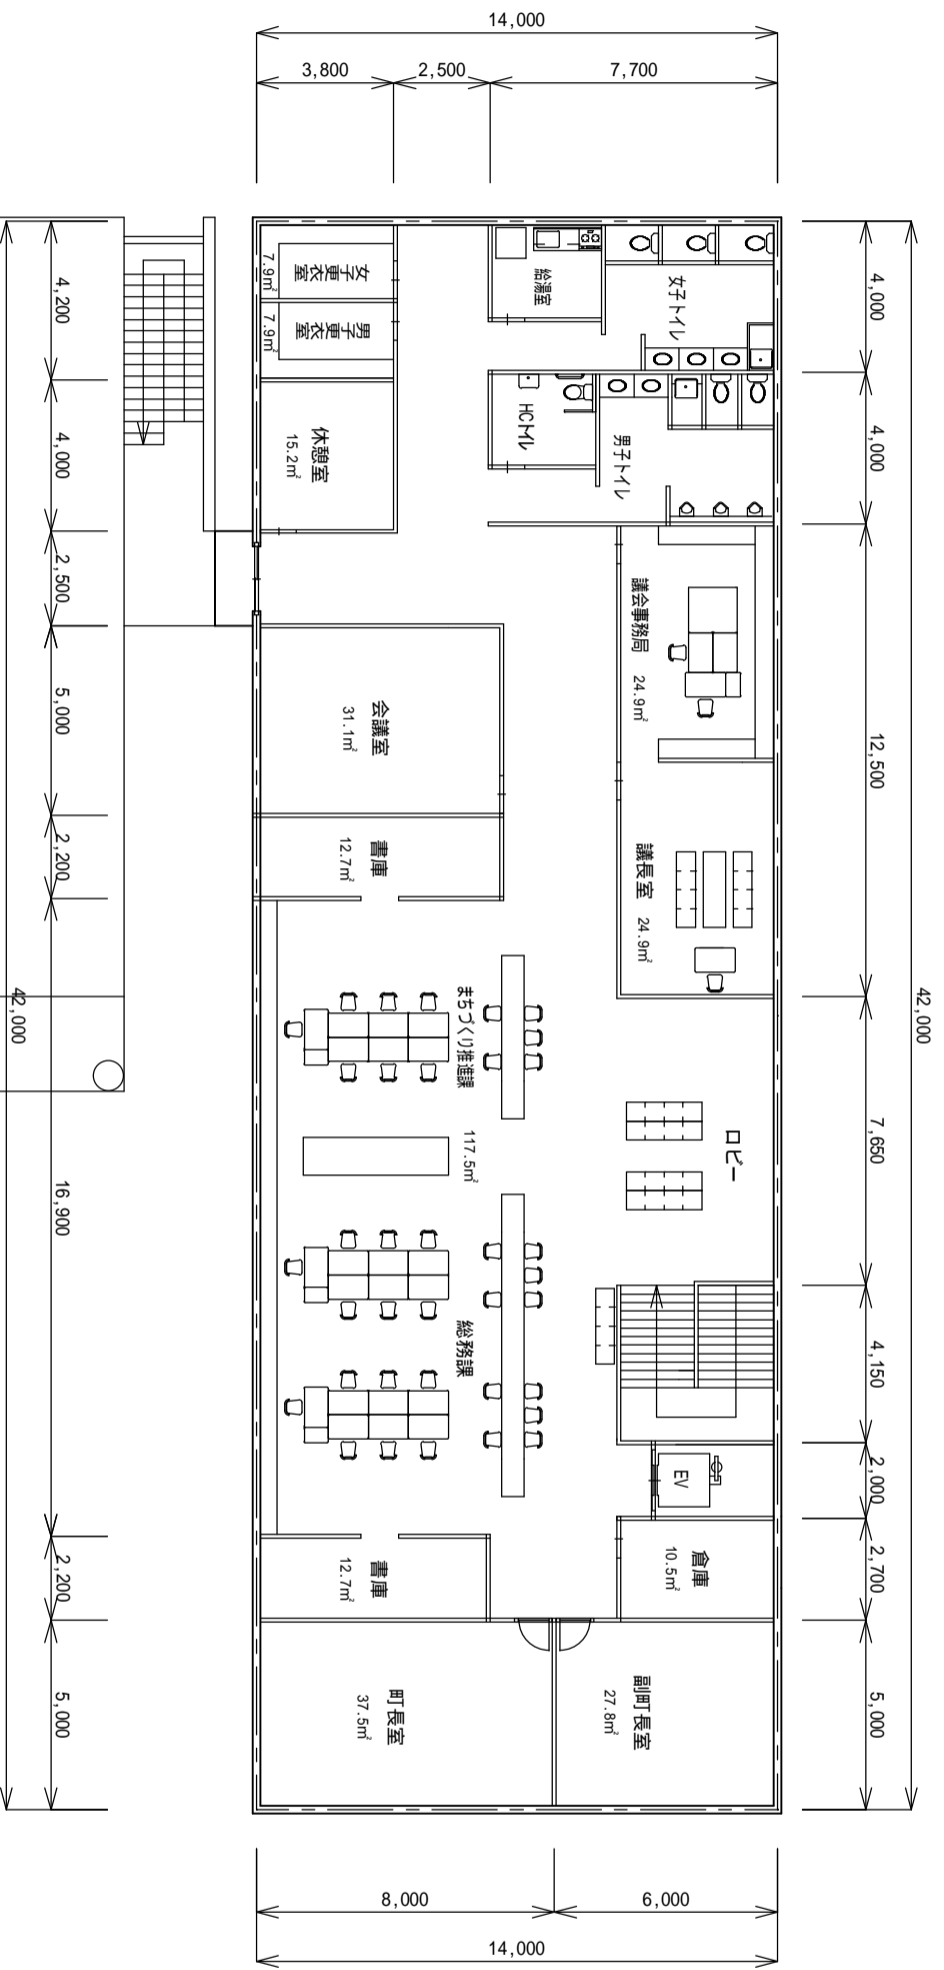 14,000
3,800
2,500
7,700
4,200
4,000
2,500
5,000
2,200
16,900
2,200
5,000
42,000
4,000
4,000
12,500
7,650
4,150
2,000
2,700
5,000
42,000
女子更衣室
7.9㎡
男子更衣室
7.9㎡
休憩室
15.2㎡
給湯室
女子トイレ
HCトイレ
男子トイレ
議会事務局
24.9㎡
会議室
31.1㎡
書庫
12.7㎡
議長室
24.9㎡
まちづくり推進課
117.5㎡
ロビー
総務課
EV
倉庫
10.5㎡
書庫
12.7㎡
町長室
37.5㎡
副町長室
27.8㎡
8,000
6,000
14,000